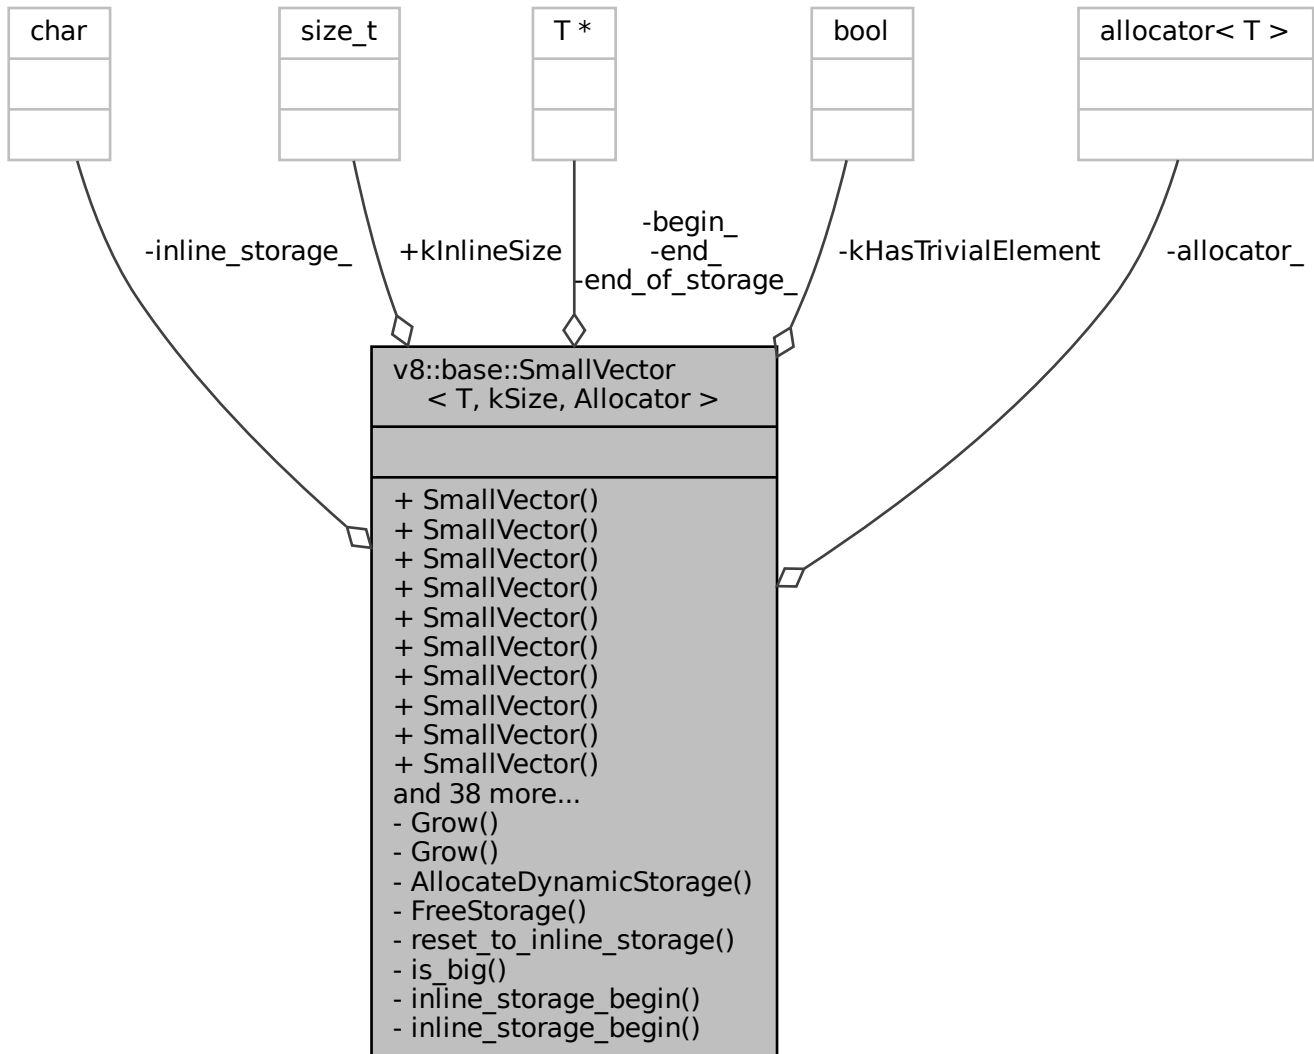 char
size_t
T *
bool
allocator< T >
-inline_storage_
+kInlineSize
-begin_
-end_
-end_of_storage_
-kHasTrivialElement
-allocator_
v8::base::SmallVector
< T, kSize, Allocator >
+ SmallVector()
+ SmallVector()
+ SmallVector()
+ SmallVector()
+ SmallVector()
+ SmallVector()
+ SmallVector()
+ SmallVector()
+ SmallVector()
+ SmallVector()
and 38 more...
- Grow()
- Grow()
- AllocateDynamicStorage()
- FreeStorage()
- reset_to_inline_storage()
- is_big()
- inline_storage_begin()
- inline_storage_begin()